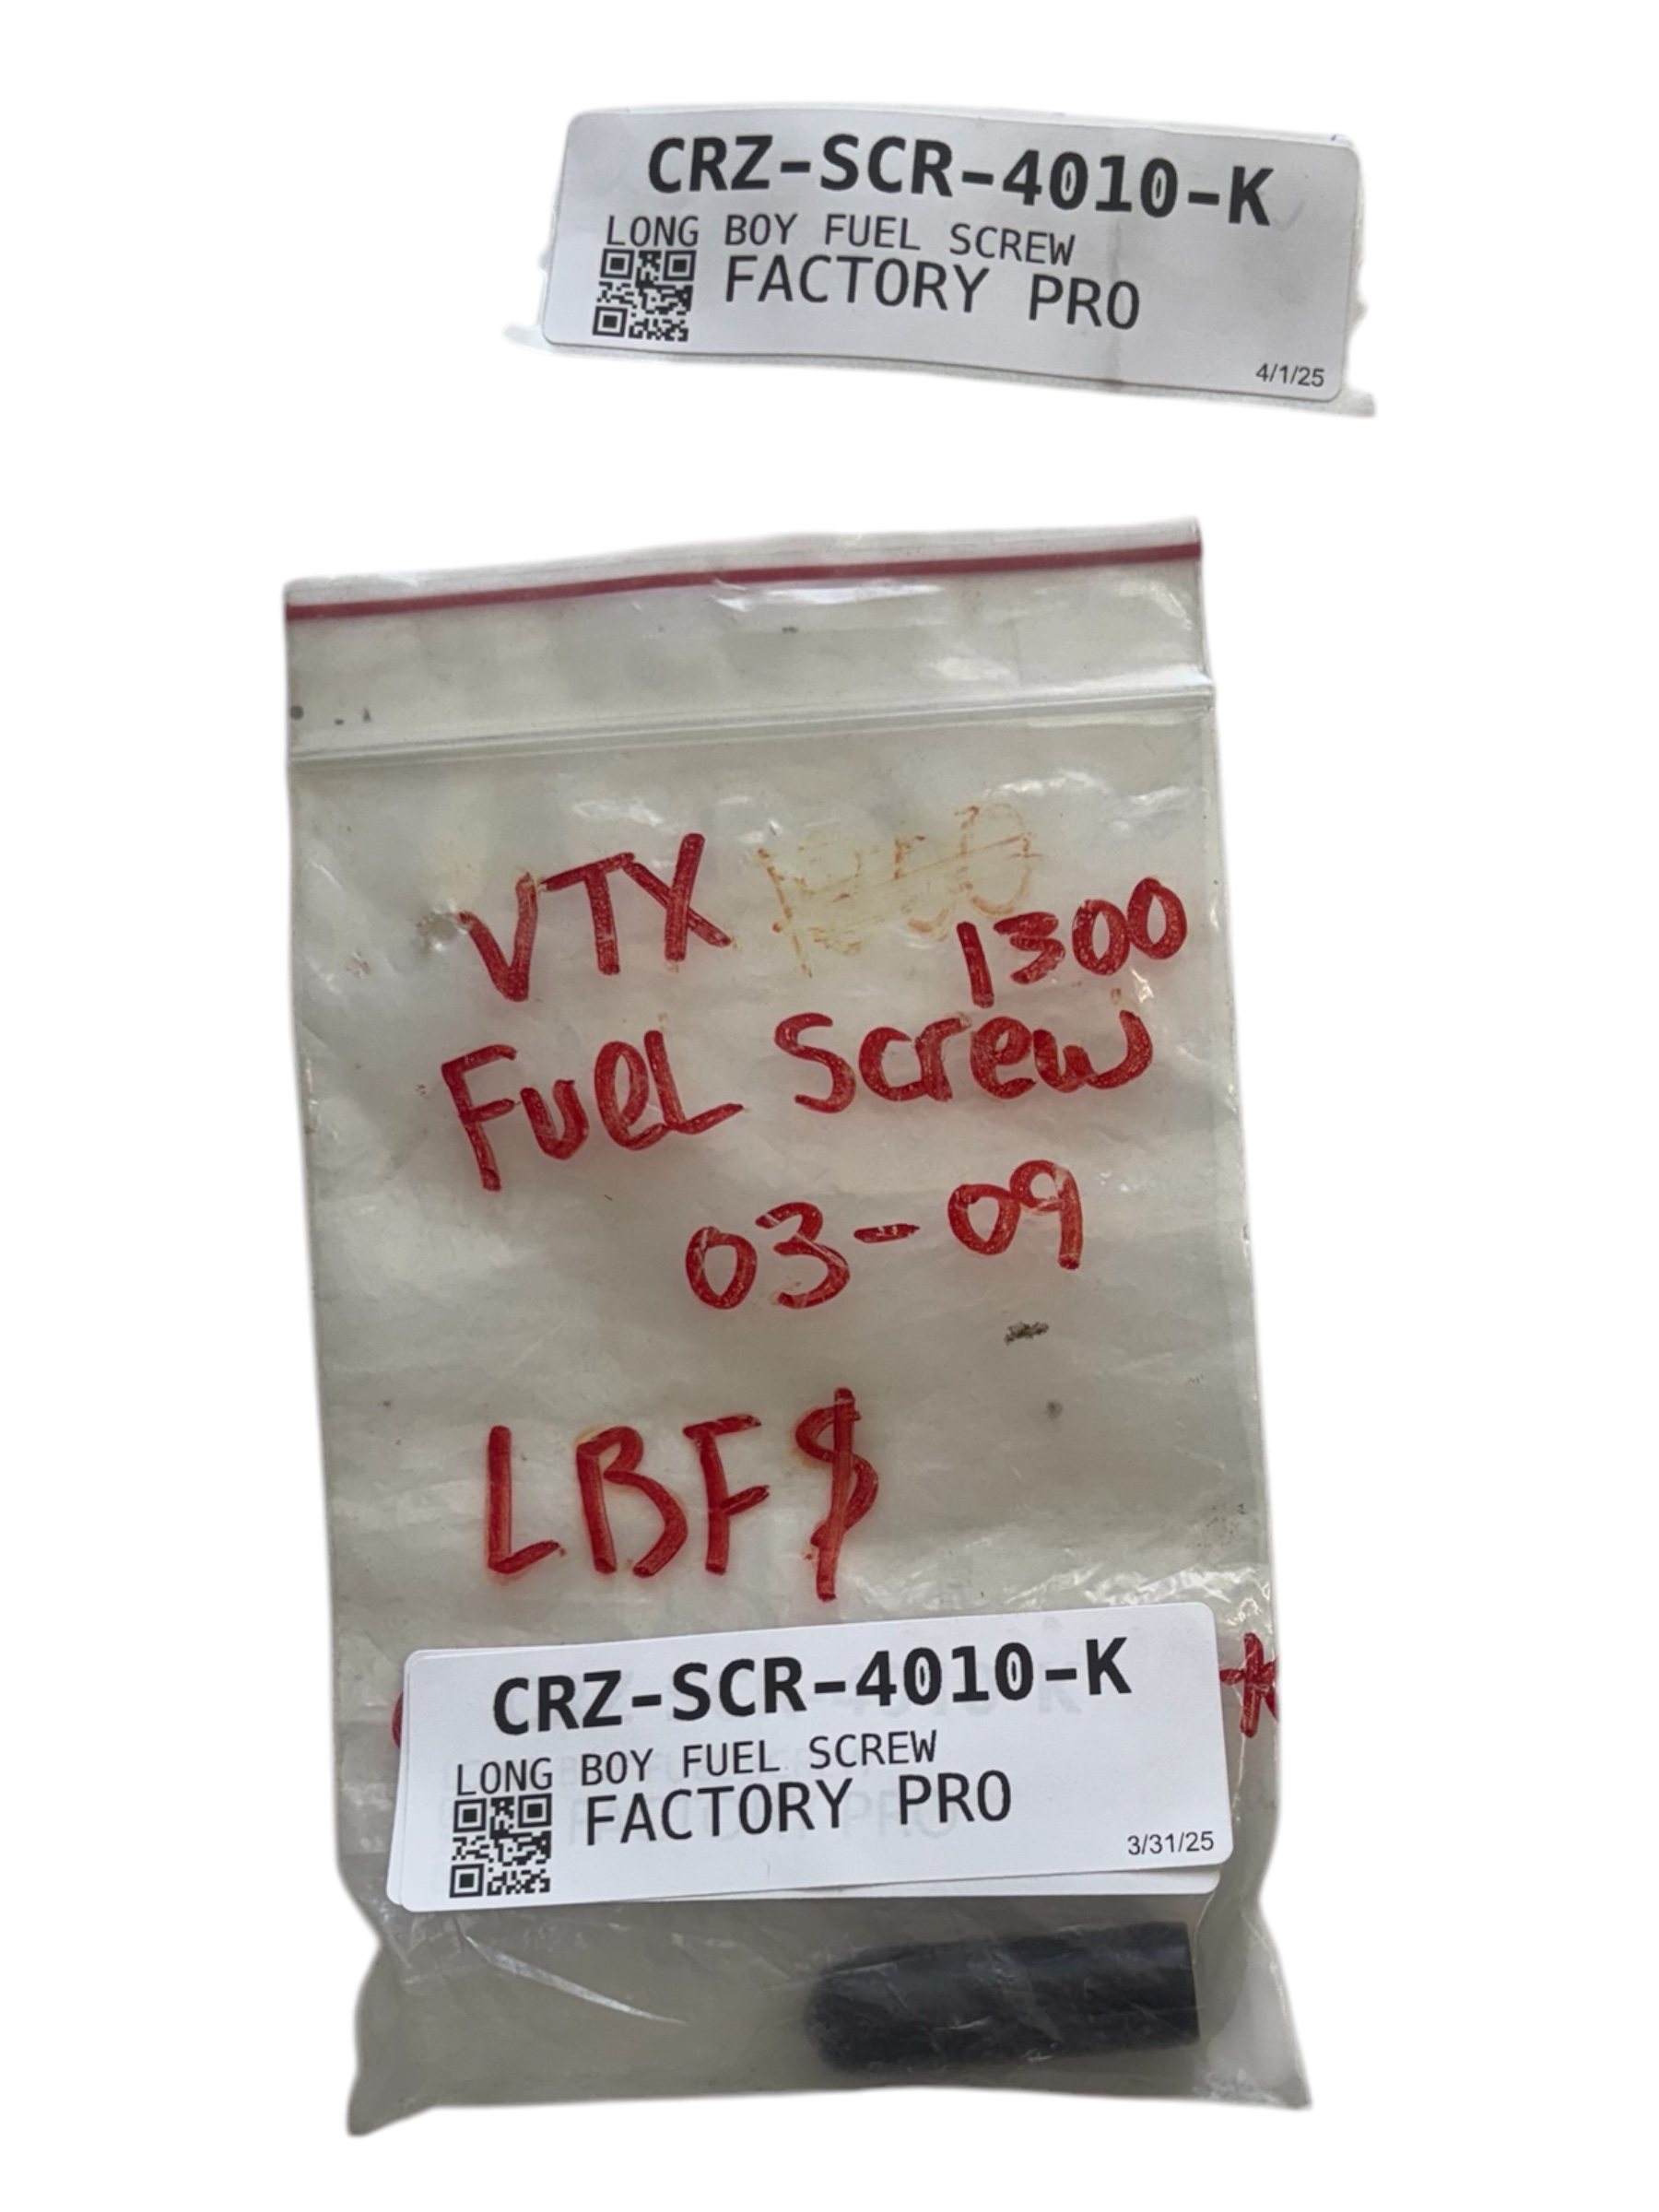 CRZ-SCR-4010-K
LONG BOY FUEL SCREW
FACTORY PRO
4/1/25
VTX
1300
Fuel Screw
03-09
LBF$
CRZ-SCR-4010-K
LONG BOY FUEL SCREW
FACTORY PRO
3/31/25